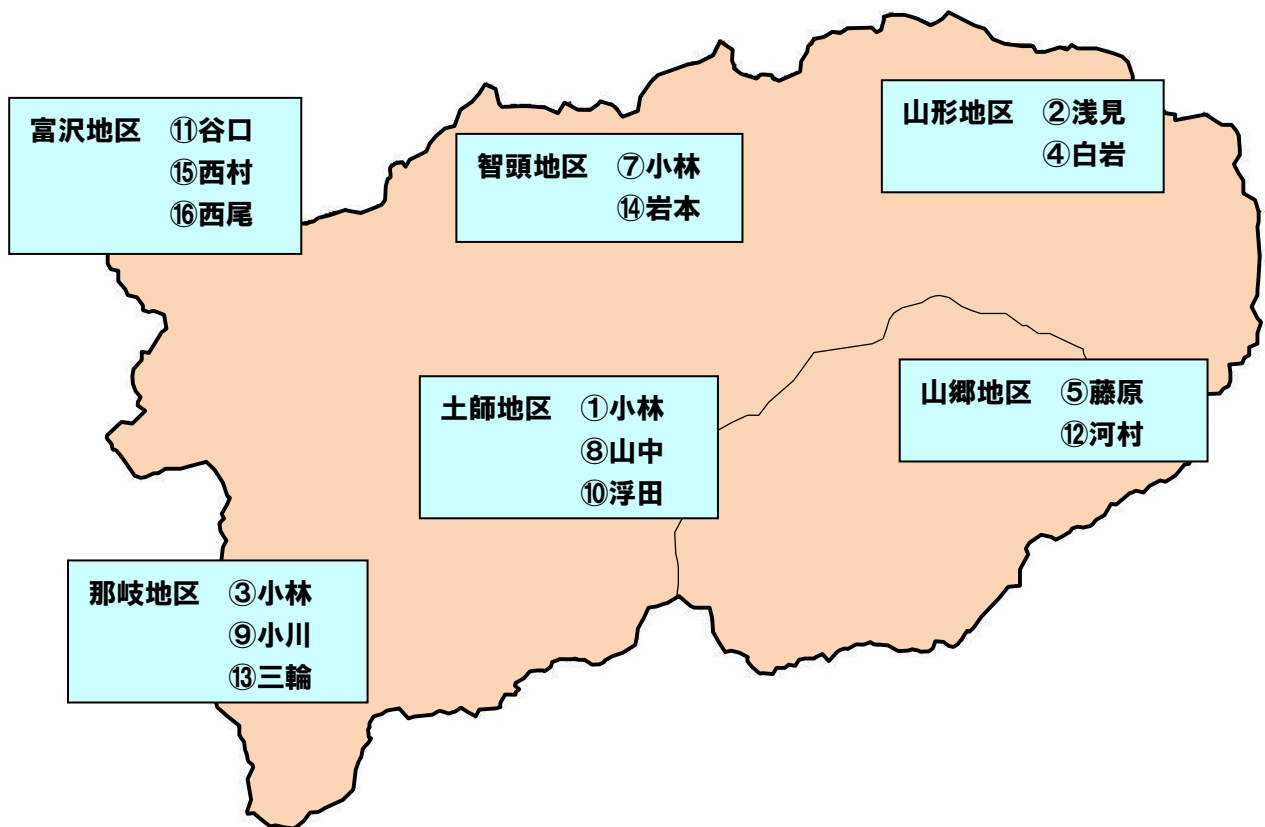 富沢地区 ⑪谷口
⑮西村
⑯西尾
智頭地区 ⑦小林
⑭岩本
山形地区 ②浅見
④白岩
土師地区 ①小林
⑧山中
⑩浮田
山郷地区 ⑤藤原
⑫河村
那岐地区 ③小林
⑨小川
⑬三輪